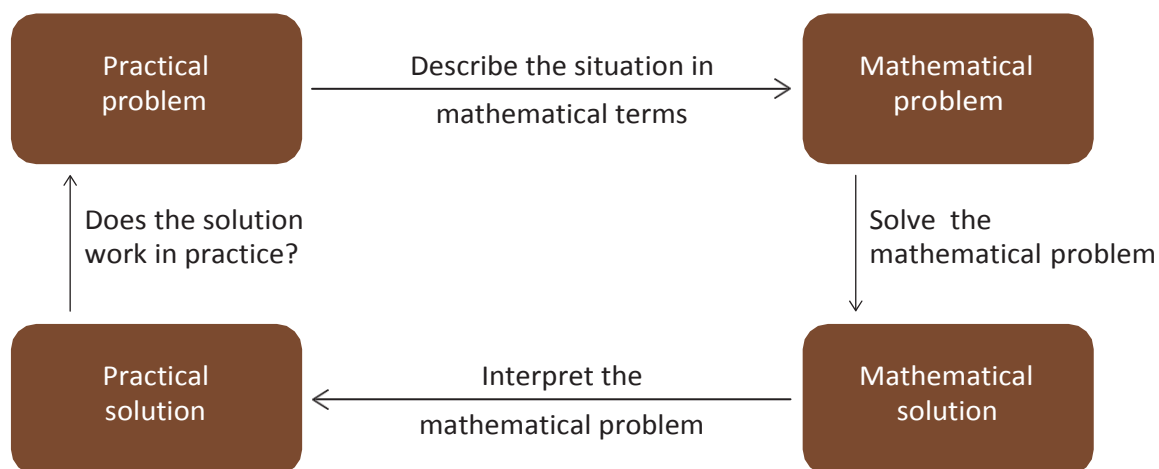 Practical
problem
Describe the situation in
mathematical terms
Mathematical
problem
Does the solution
work in practice?
Solve the
mathematical problem
Practical
solution
Interpret the
mathematical problem
Mathematical
solution